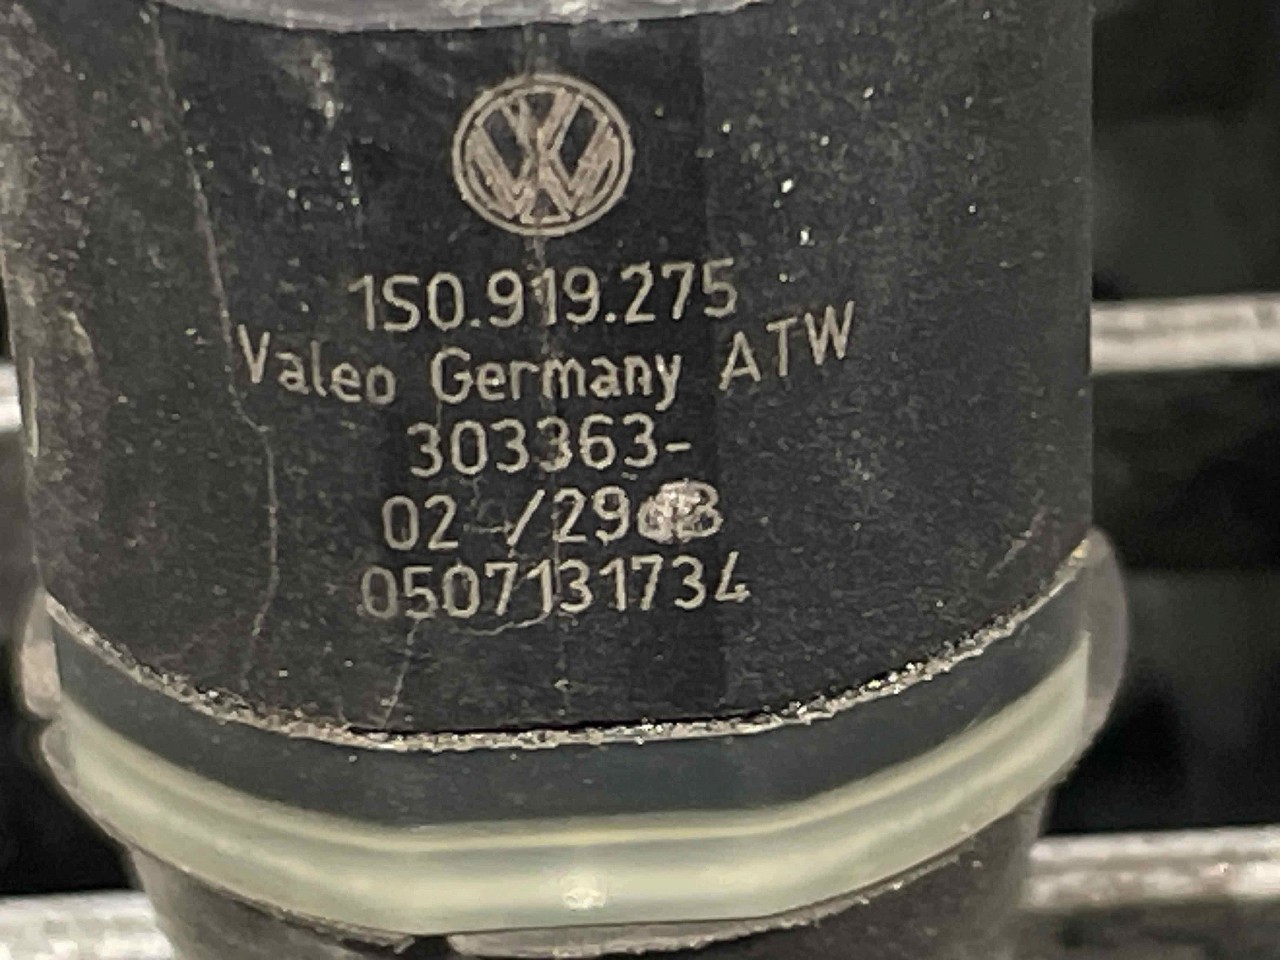 1S0.919.275
Valeo Germany ATW
303363-
02 /29
0507131734